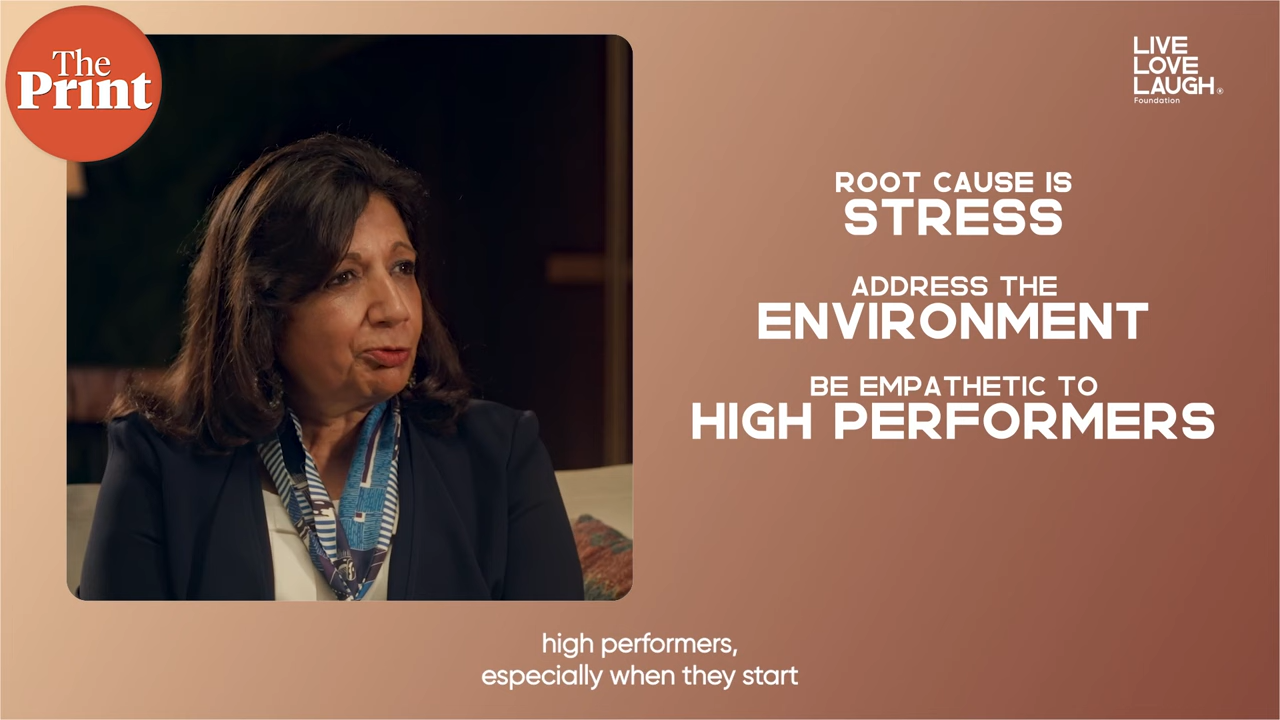 The
Print
LIVE
LOVE
LAUGH®
Foundation
ROOT CAUSE IS
STRESS
ADDRESS THE
ENVIRONMENT
BE EMPATHETIC TO
HIGH PERFORMERS
high performers,
especially when they start